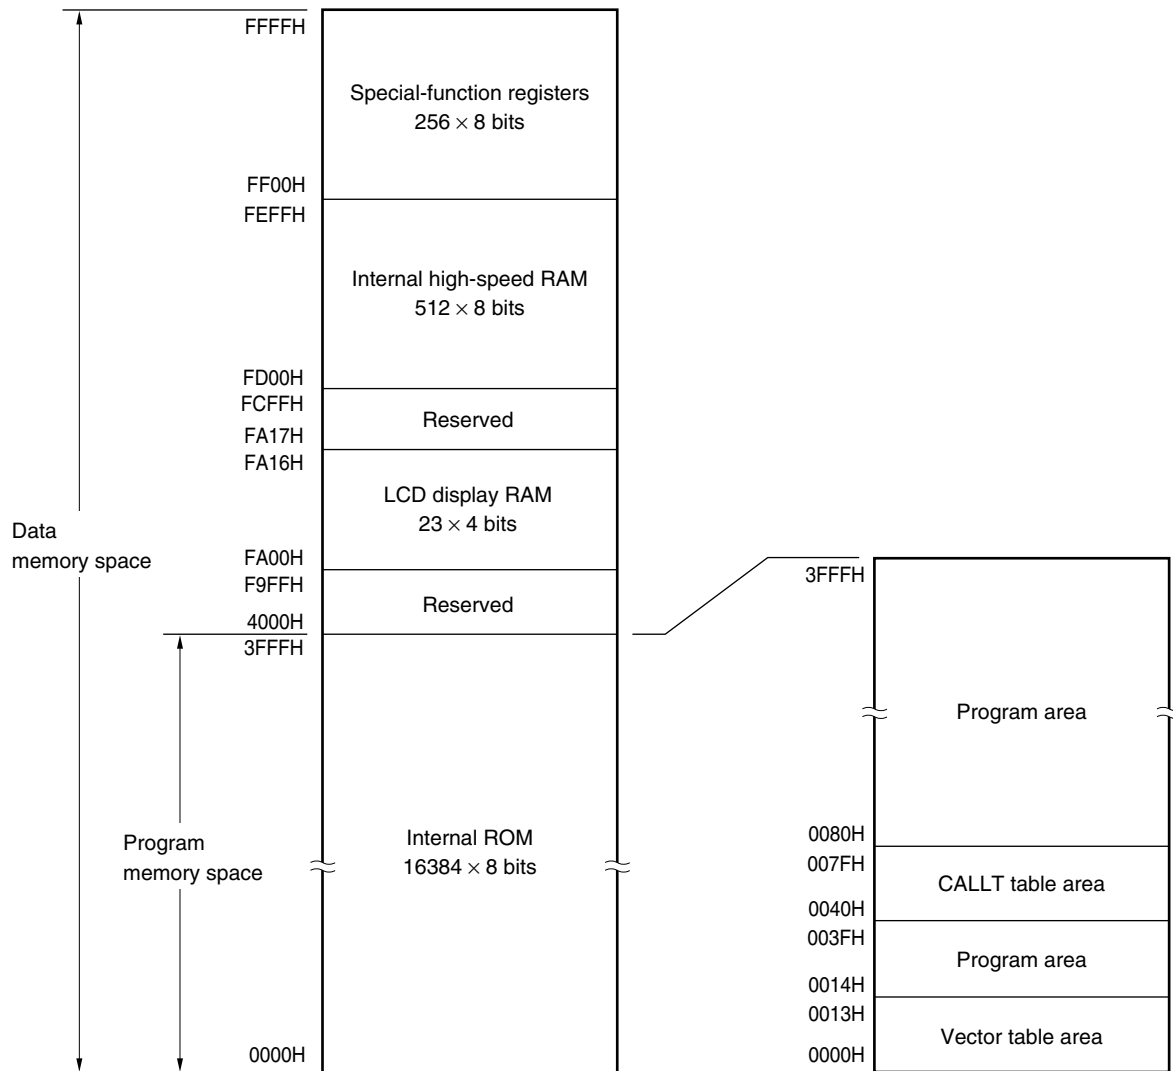 FFFFH
Special-function registers
256 × 8 bits
FF00H
FEFFH
Internal high-speed RAM
512 × 8 bits
FD00H
FCFFH
Reserved
FA17H
FA16H
LCD display RAM
23 × 4 bits
Data
memory space
FA00H
F9FFH
Reserved
4000H
3FFFH
Program
memory space
Internal ROM
16384 × 8 bits
0000H
3FFFH
Program area
0080H
007FH
CALLT table area
0040H
003FH
Program area
0014H
0013H
Vector table area
0000H